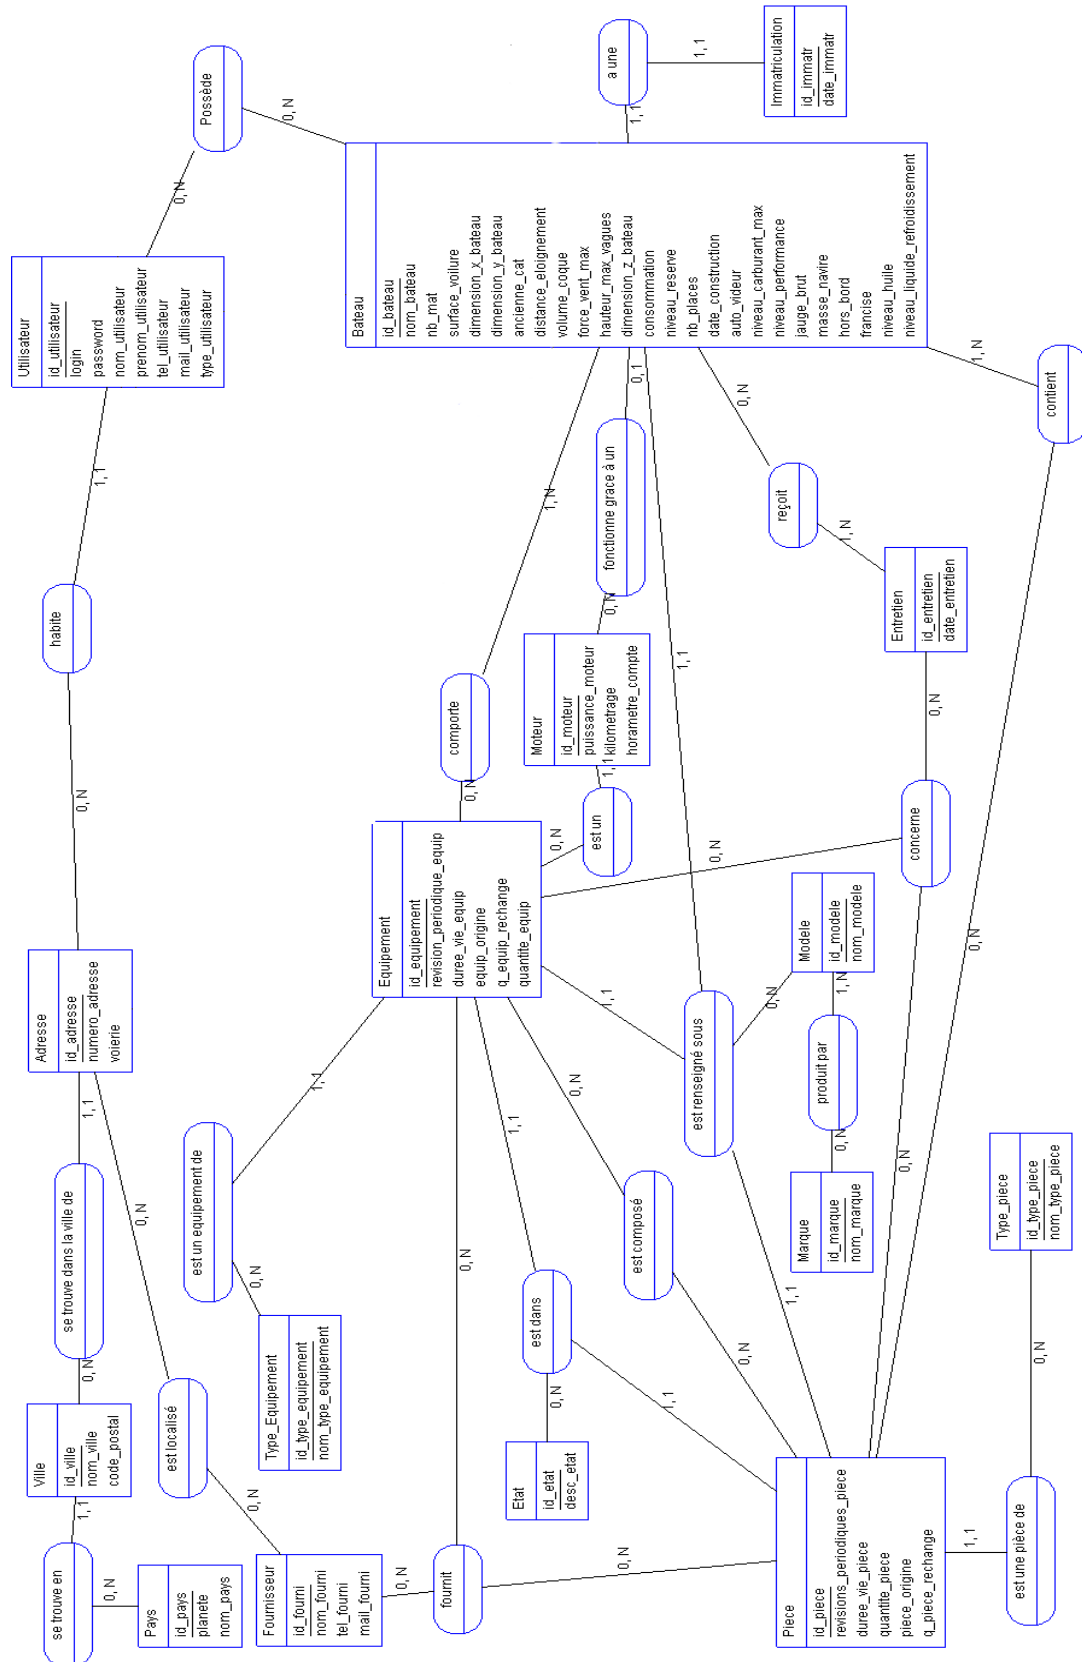 se trouve en
1,1
0,N
Pays
id_pays
planete
nom_pays
Ville
id_ville
nom_ville
code_postal
0,N
se trouve dans la ville de
1,1
Adresse
id_adresse
numero_adresse
voierie
0,N
habite
1,1
Utilisateur
id_utilisateur
login
password
nom_utilisateur
prenom_utilisateur
tel_utilisateur
mail_utilisateur
type_utilisateur
0,N
Possède
0,N
est localisé
0,N
0,N
Fournisseur
id_fourni
nom_fourni
tel_fourni
mail_fourni
0,N
fournit
0,N
0,N
est un equipement de
1,1
0,N
Type_Equipement
id_type_equipement
nom_type_equipement
Equipement
id_equipement
revision_periodique_equip
duree_vie_equip
equip_origine
q_equip_rechange
quantite_equip
0,N
comporte
1,N
Bateau
id_bateau
nom_bateau
nb_mat
surface_voilure
dimension_x_bateau
dimension_y_bateau
ancienne_cat
distance_eloignement
volume_coque
force_vent_max
hauteur_max_vagues
dimension_z_bateau
consommation
niveau_reserve
nb_places
date_construction
auto_videur
niveau_carburant_max
niveau_performance
jauge_brut
masse_navire
hors_bord
francise
niveau_huile
niveau_liquide_refroidissement
1,1
a une
1,1
Immatriculation
id_immatr
date_immatr
Moteur
id_moteur
puissance_moteur
kilometrage
horametre_compte
0,N
fonctionne grace à un
0,1
1,1
est un
0,N
Etat
id_etat
desc_etat
0,N
est dans
1,1
1,1
est composé
0,N
0,N
est renseigné sous
1,1
1,1
1,1
0,N
Modele
id_modele
nom_modele
1,N
produit par
0,N
Marque
id_marque
nom_marque
reçoit
0,N
1,N
Entretien
id_entretien
date_entretien
0,N
concerne
0,N
0,N
contient
1,N
0,N
Piece
id_piece
revisions_periodiques_piece
duree_vie_piece
quantite_piece
piece_origine
q_piece_rechange
1,1
est une pièce de
0,N
Type_piece
id_type_piece
nom_type_piece